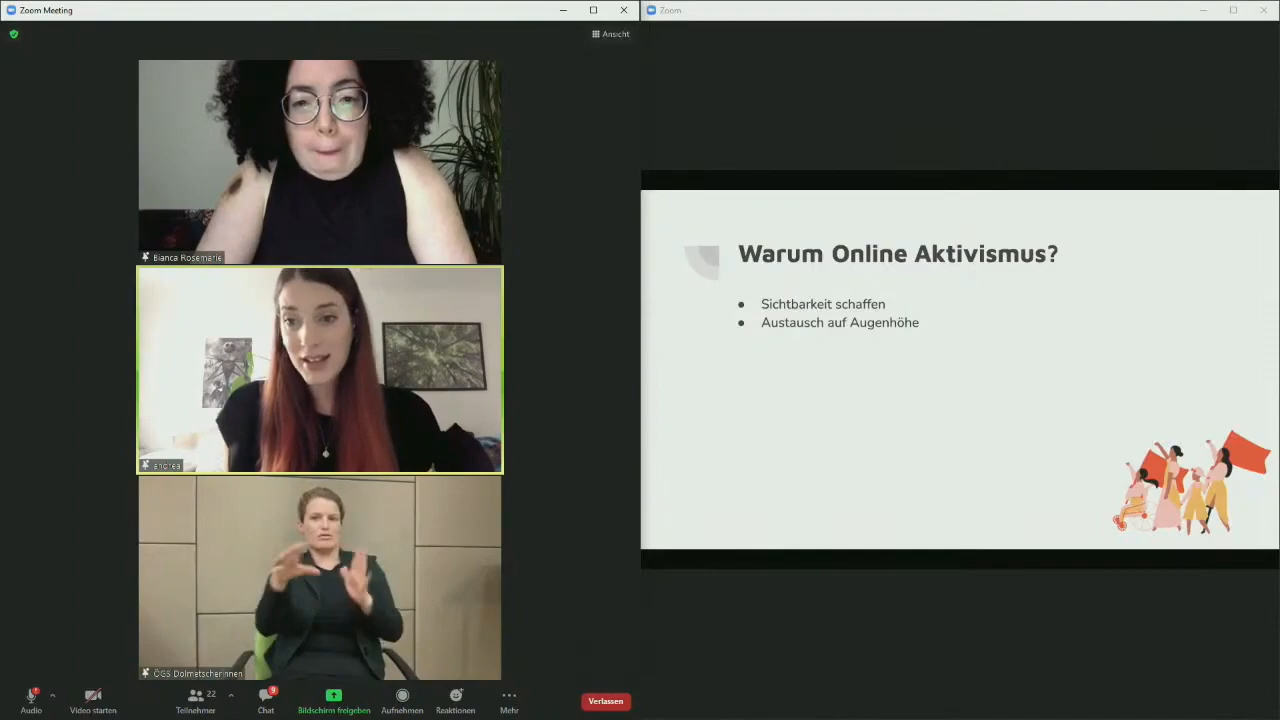 Zoom Meeting
Ansicht
Bianca Rosemarie
andrea
ÖGS Dolmetscherinnen
22
9
Audio
Video starten
Teilnehmer
Chat
Bildschirm freigeben
Aufnehmen
Reaktionen
Mehr
Verlassen
Zoom
Warum Online Aktivismus?
• Sichtbarkeit schaffen
• Austausch auf Augenhöhe